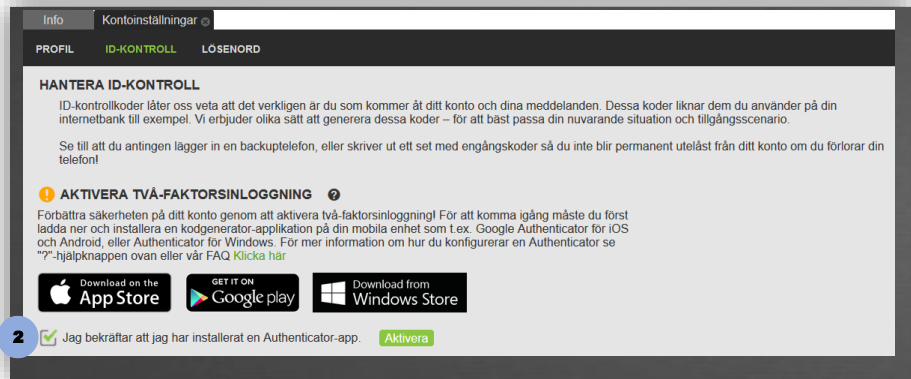 Info Kontoinställningar
PROFIL ID-KONTROLL LÖSENORD
HANTERA ID-KONTROLL
ID-kontrollkoder låter oss veta att det verkligen är du som kommer åt ditt konto och dina meddelanden. Dessa koder liknar dem du använder på din
internetbank till exempel. Vi erbjuder olika sätt att generera dessa koder – för att bäst passa din nuvarande situation och tillgångsscenario.
Se till att du antingen lägger in en backuptelefon, eller skriver ut ett set med engångskoder så du inte blir permanent utelåst från ditt konto om du förlorar din
telefon!
! AKTIVERA TVÅ-FAKTORSINLOGGNING ?
Förbättra säkerheten på ditt konto genom att aktivera två-faktorsinloggning! För att komma igång måste du först
ladda ner och installera en kodgenerator-applikation på din mobila enhet som t.ex. Google Authenticator för iOS
och Android, eller Authenticator för Windows. För mer information om hur du konfigurerar en Authenticator se
"?"-hjälpknappen ovan eller vår FAQ Klicka här
Download on the
App Store
GET IT ON
Google play
Download from
Windows Store
2 Jag bekräftar att jag har installerat en Authenticator-app. Aktivera